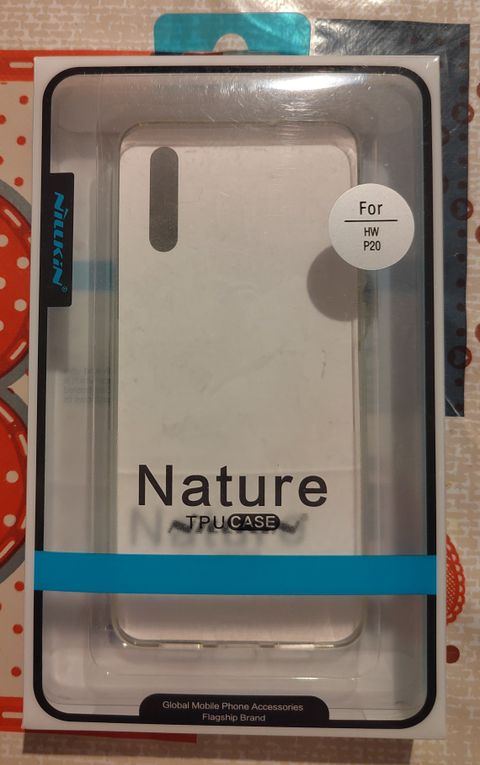 NiLLKiN®
For
HW
P20
Nature
TPU CASE
Global Mobile Phone Accessories
Flagship Brand